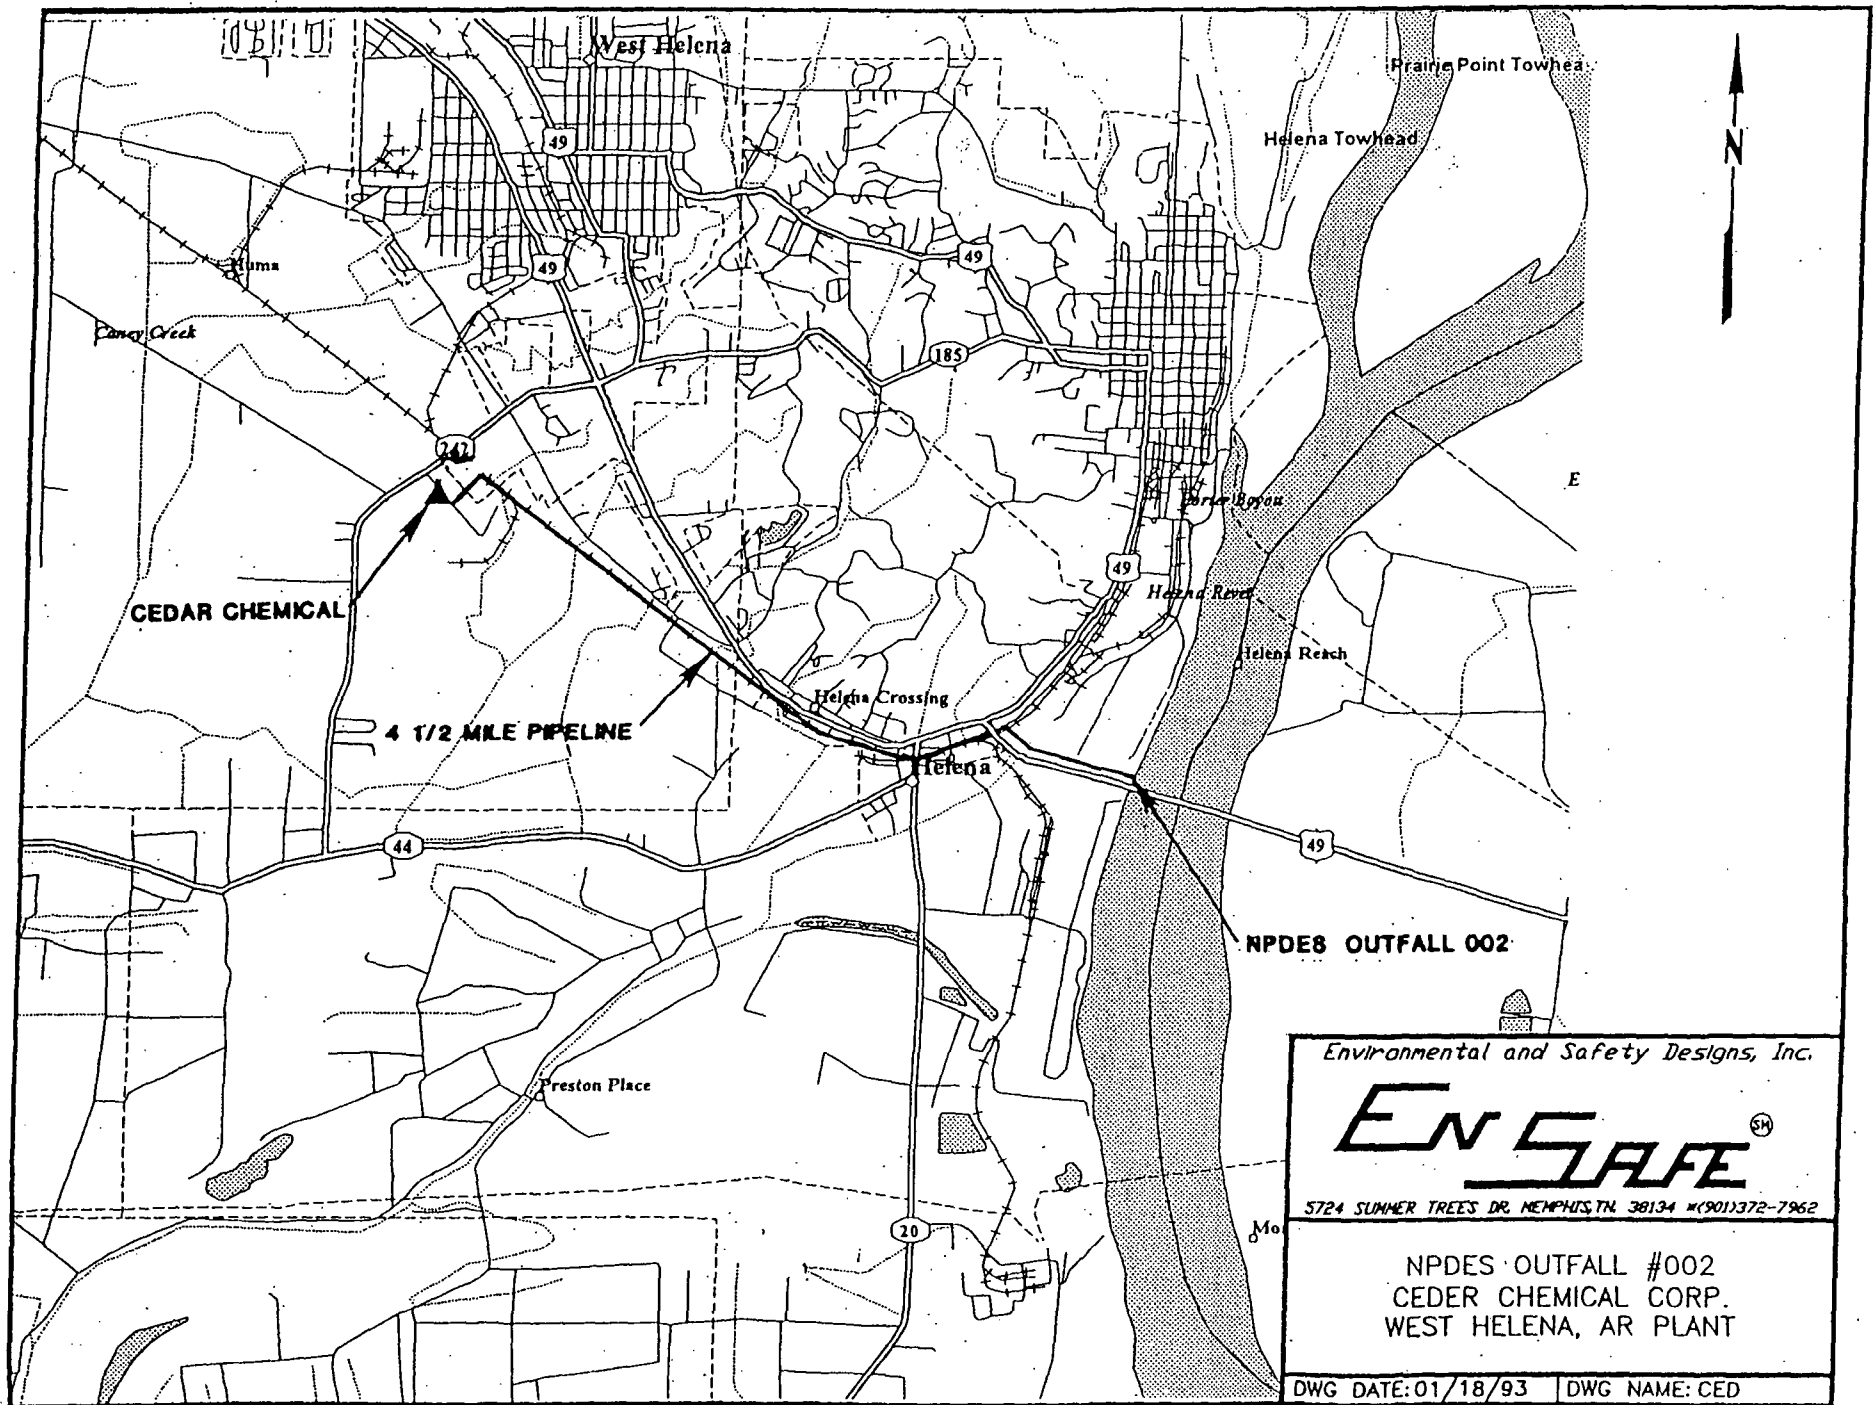 West Helena
Prairie Point Towhea
Helena Towhead
49
N
49
49
Huma
Caney Creek
185
242
E
49
CEDAR CHEMICAL
Helena Reach
Helena Crossing
4 1/2 MILE PIPELINE
Helena
44
49
NPDES OUTFALL 002
Preston Place
20
Mo
Environmental and Safety Designs, Inc.
EN SAFE SM
5724 SUMMER TREES DR. MEMPHIS, TN. 38134 *(901)372-7962
NPDES OUTFALL #002
CEDER CHEMICAL CORP.
WEST HELENA, AR PLANT
DWG DATE: 01/18/93
DWG NAME: CED